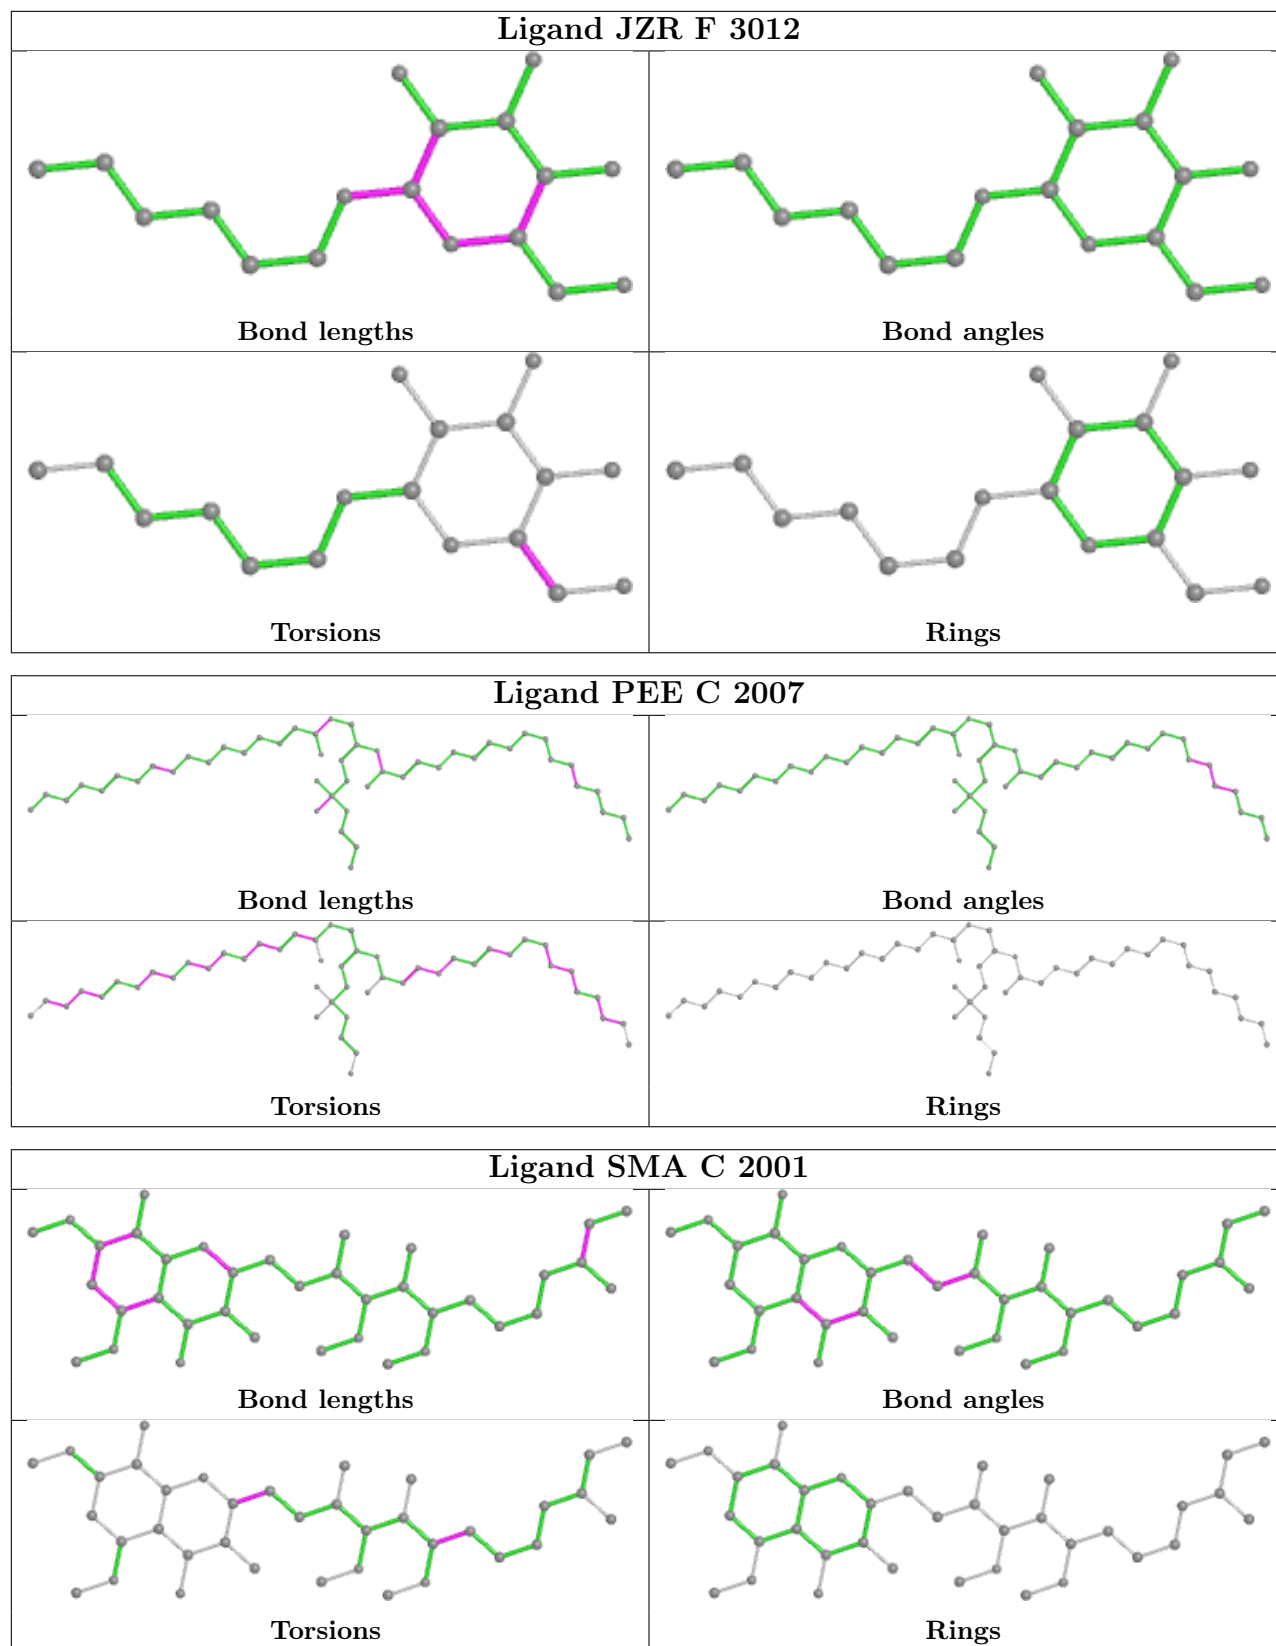 Ligand JZR F 3012
Bond lengths
Bond angles
Torsions
Rings
Ligand PEE C 2007
Bond lengths
Bond angles
Torsions
Rings
Ligand SMA C 2001
Bond lengths
Bond angles
Torsions
Rings